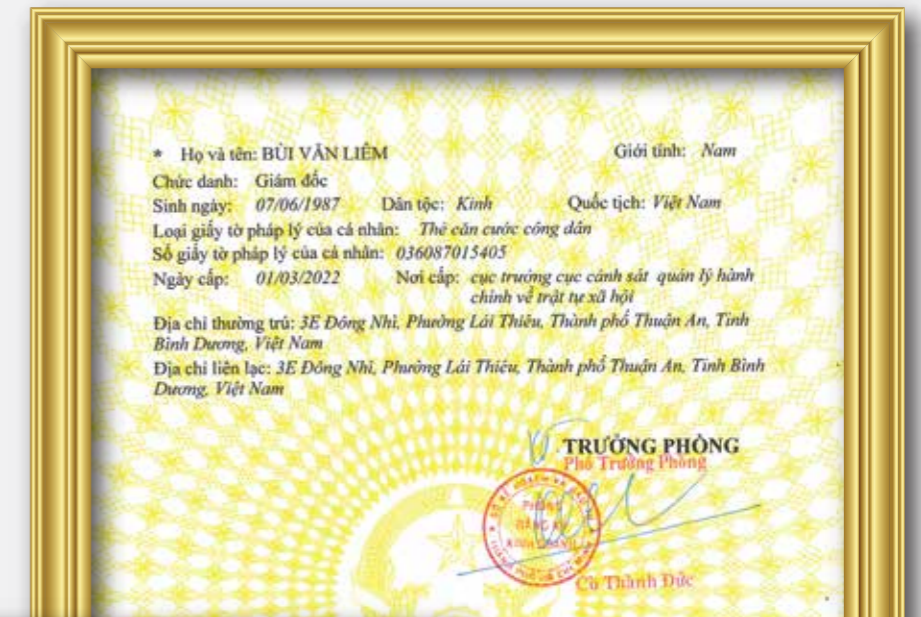 * Họ và tên: BÙI VĂN LIÊM Giới tính: Nam
Chức danh: Giám đốc
Sinh ngày: 07/06/1987 Dân tộc: Kinh Quốc tịch: Việt Nam
Loại giấy tờ pháp lý của cá nhân: Thẻ căn cước công dân
Số giấy tờ pháp lý của cá nhân: 036087015405
Ngày cấp: 01/03/2022 Nơi cấp: cục trưởng cục cảnh sát quản lý hành
chính về trật tự xã hội
Địa chỉ thường trú: 3E Đông Nhì, Phường Lái Thiêu, Thành phố Thuận An, Tỉnh
Bình Dương, Việt Nam
Địa chỉ liên lạc: 3E Đông Nhì, Phường Lái Thiêu, Thành phố Thuận An, Tỉnh Bình
Dương, Việt Nam
TRƯỞNG PHÒNG
Phó Trưởng Phòng
PHÒNG
ĐĂNG KÝ
KINH DOANH
Cù Thành Đức